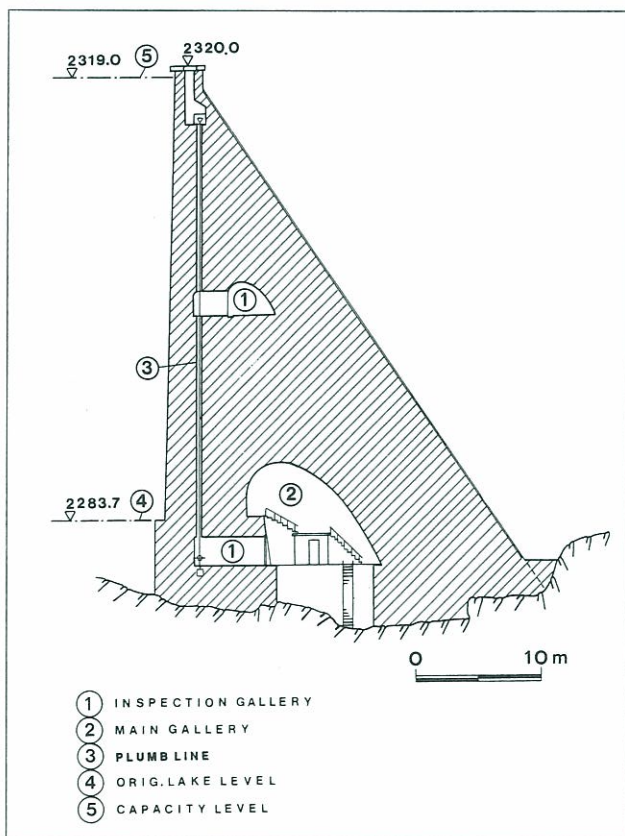 2319.0 ⑤ 2320,0
①
③
2283.7 ④
②
①
0 10 m
① INSPECTION GALLERY
② MAIN GALLERY
③ PLUMB LINE
④ ORIG. LAKE LEVEL
⑤ CAPACITY LEVEL